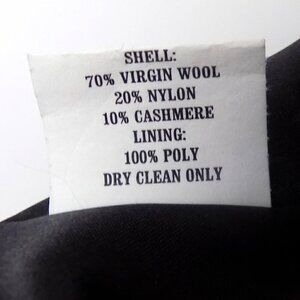 SHELL:
70% VIRGIN WOOL
20% NYLON
10% CASHMERE
LINING:
100% POLY
DRY CLEAN ONLY